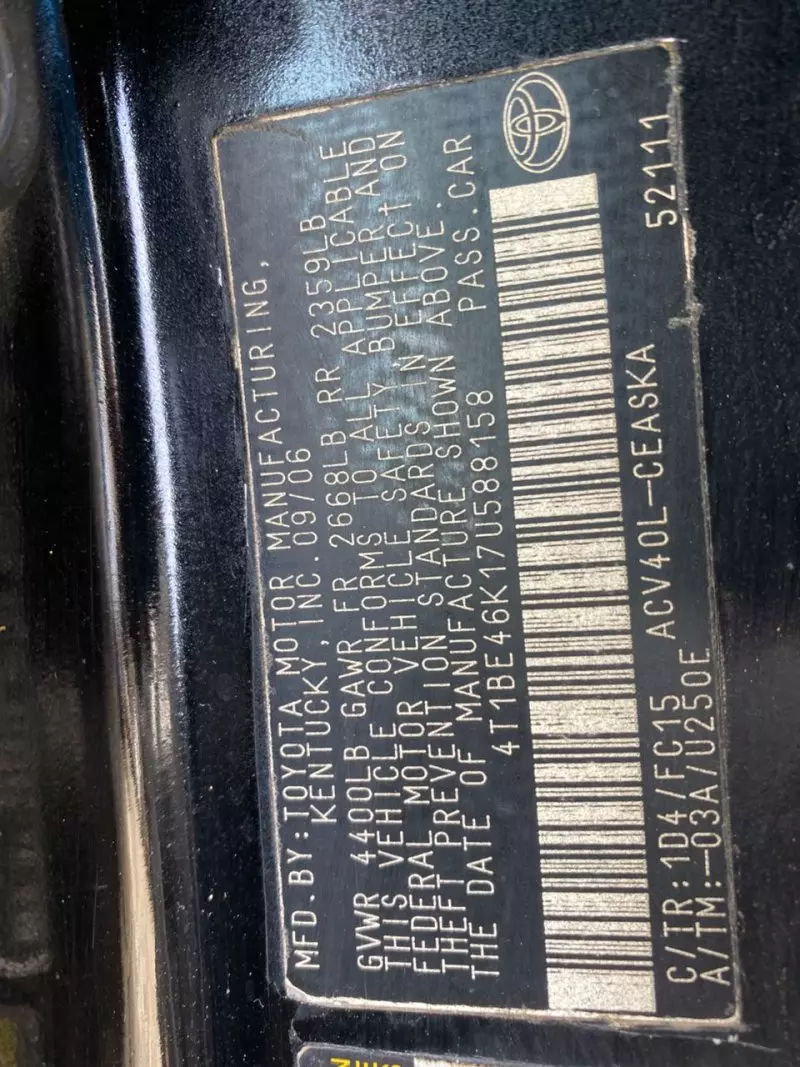 MFD.BY:TOYOTA MOTOR MANUFACTURING,
KENTUCKY, INC.09/06
GVWR 4400LB GAWR FR 2668LB RR 2359LB
THIS VEHICLE CONFORMS TO ALL APPLICABLE
FEDERAL MOTOR VEHICLE SAFETY, BUMPER, AND
THEFT PREVENTION STANDARDS IN EFFECT ON
THE DATE OF MANUFACTURE SHOWN ABOVE.
4T1BE46K17U588158 PASS.CAR
C/TR:1D4/FC15 ACV40L-CEASKA 52111
A/TM:-03A/U250E